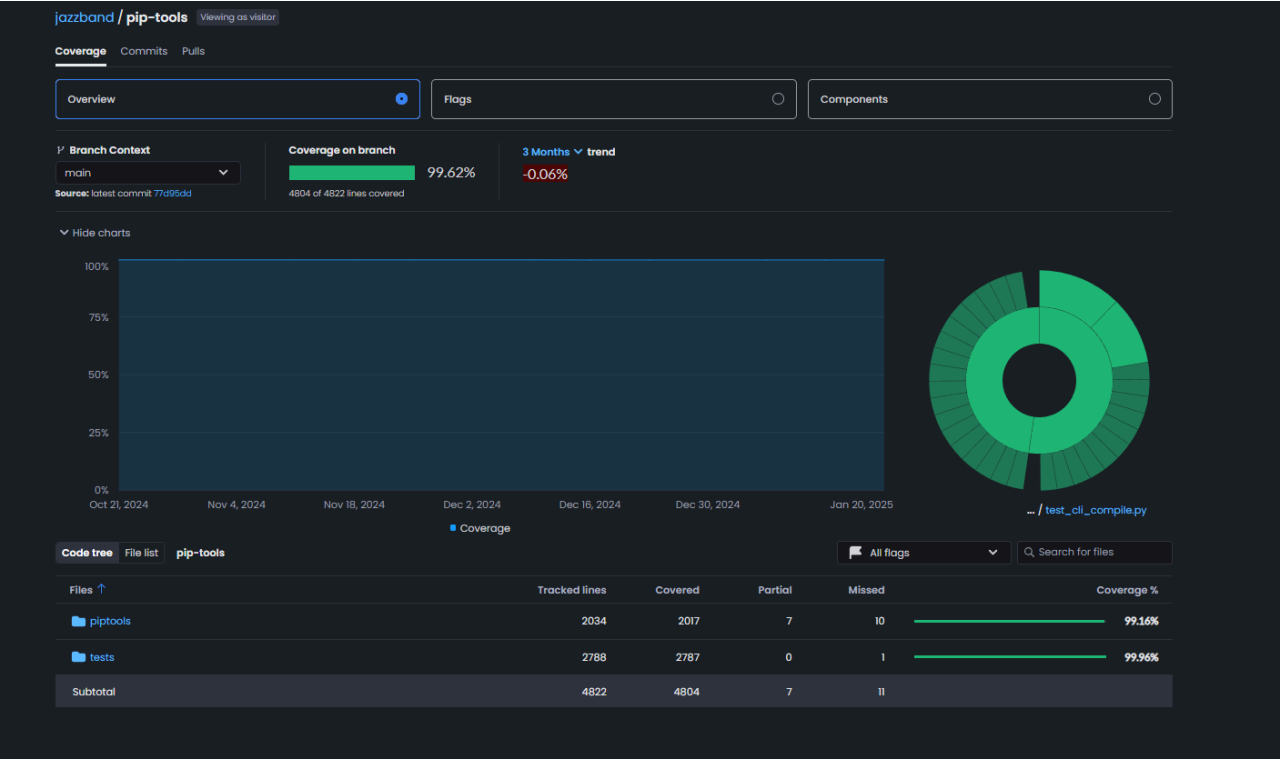 jazzband / pip-tools Viewing as visitor
Coverage Commits Pulls
Overview Flags Components
Branch Context Coverage on branch 3 Months trend
main 99.62% -0.06%
Source: latest commit 77d95dd 4804 of 4822 lines covered
Hide charts
100%
75%
50%
25%
0%
Oct 21, 2024 Nov 4, 2024 Nov 18, 2024 Dec 2, 2024 Dec 16, 2024 Dec 30, 2024 Jan 20, 2025
... / test_cli_compile.py
Coverage
Code tree File list pip-tools All flags Search for files
Files Tracked lines Covered Partial Missed Coverage %
piptools 2034 2017 7 10 99.16%
tests 2788 2787 0 1 99.96%
Subtotal 4822 4804 7 11